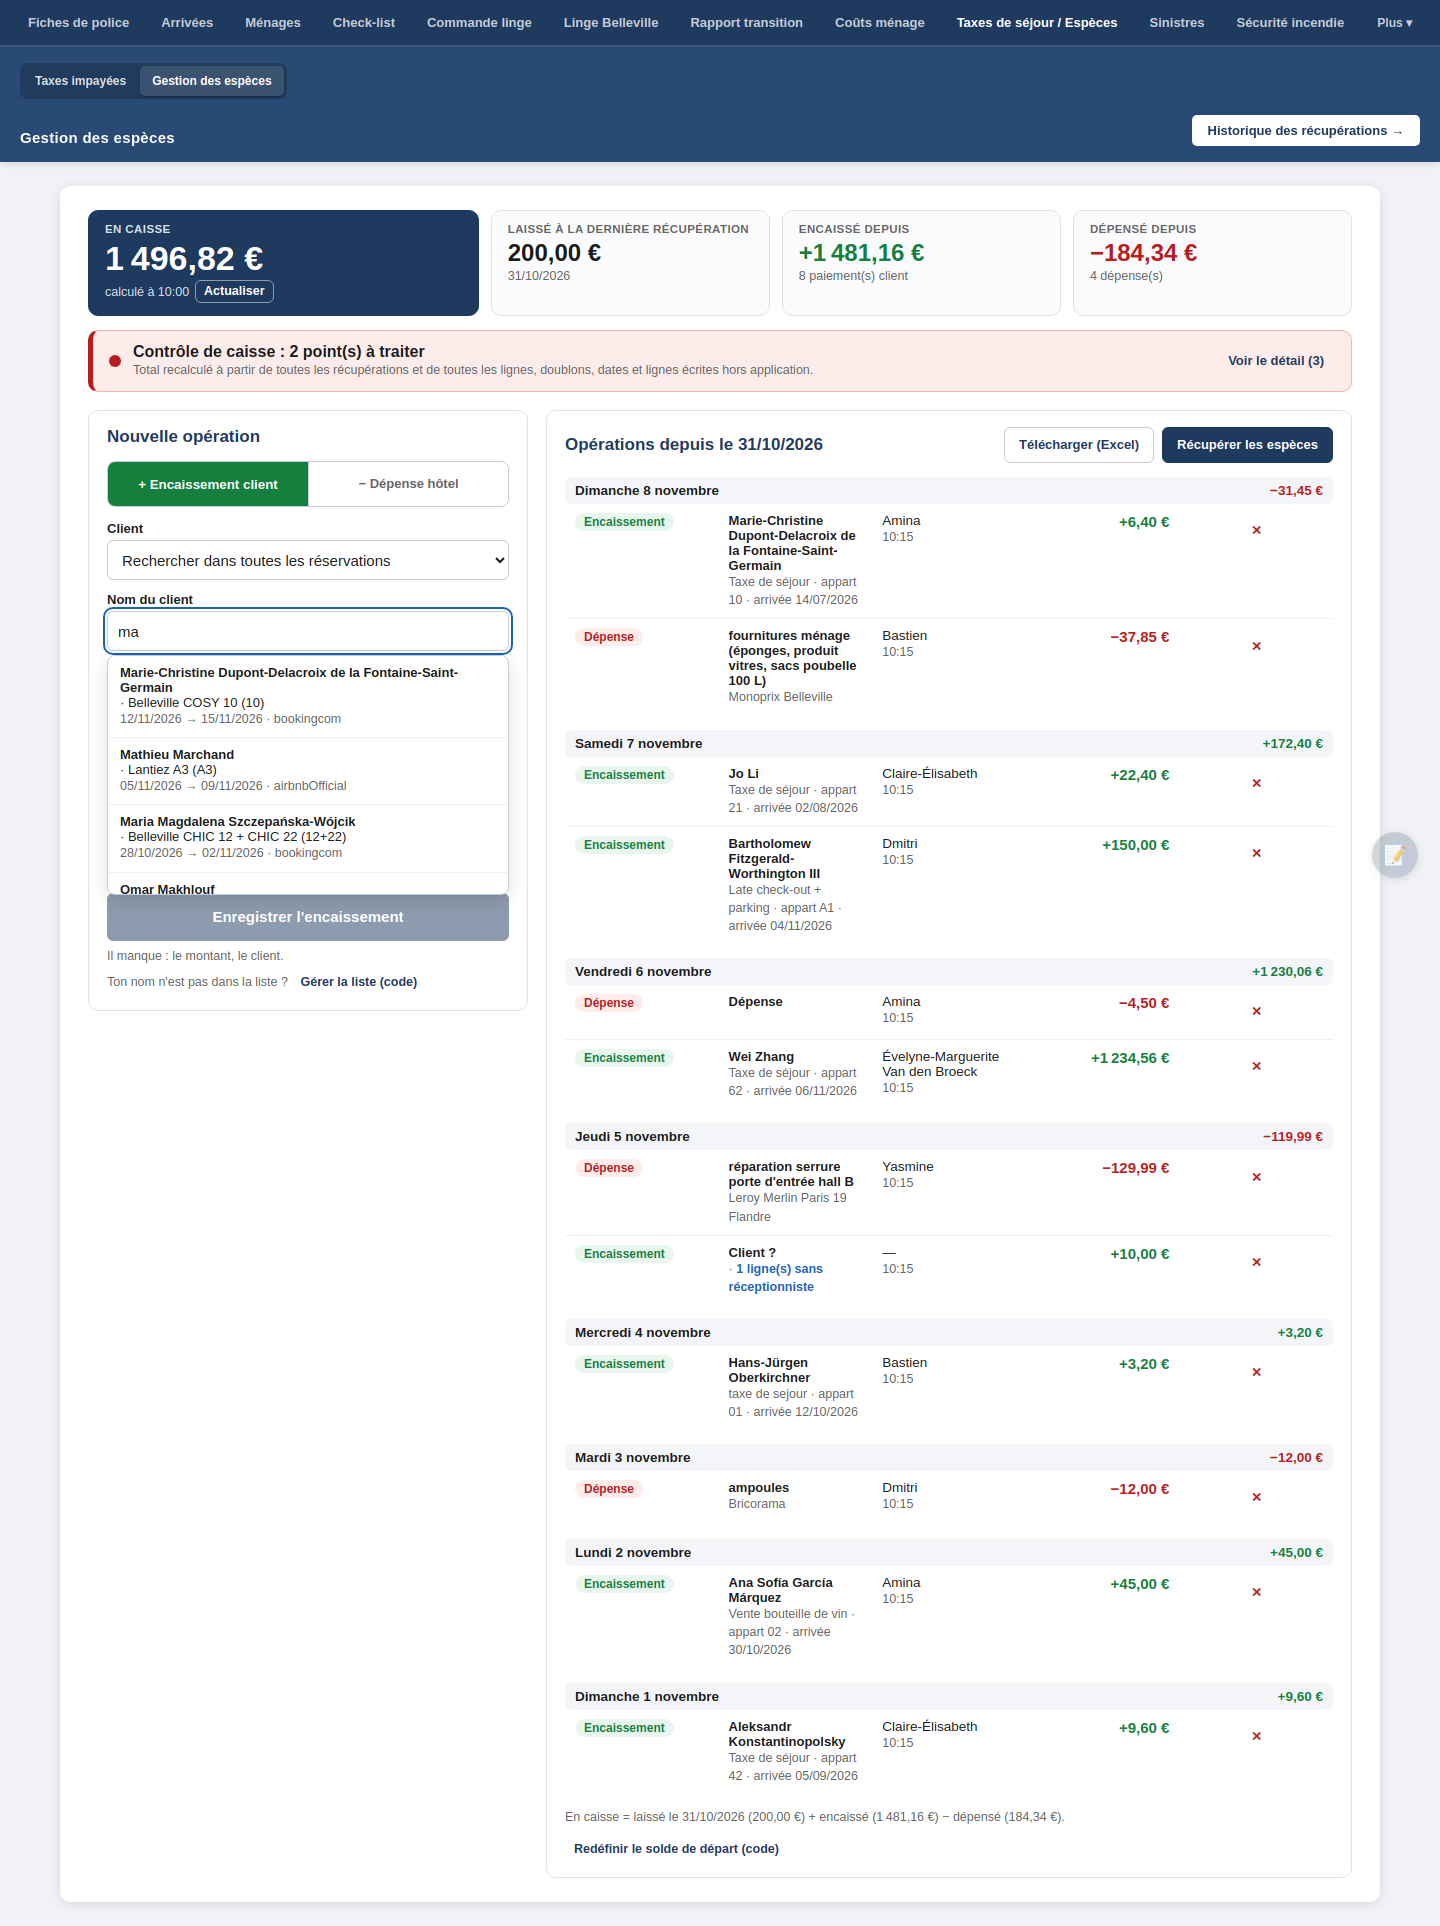 Fiches de police Arrivées Ménages Check-list Commande linge Linge Belleville Rapport transition Coûts ménage Taxes de séjour / Espèces Sinistres Sécurité incendie Plus ▾
Taxes impayées Gestion des espèces
Gestion des espèces
Historique des récupérations →
EN CAISSE
1 496,82 €
calculé à 10:00 Actualiser
LAISSÉ À LA DERNIÈRE RÉCUPÉRATION
200,00 €
31/10/2026
ENCAISSÉ DEPUIS
+1 481,16 €
8 paiement(s) client
DÉPENSÉ DEPUIS
−184,34 €
4 dépense(s)
Contrôle de caisse : 2 point(s) à traiter
Total recalculé à partir de toutes les récupérations et de toutes les lignes, doublons, dates et lignes écrites hors application.
Voir le détail (3)
Nouvelle opération
+ Encaissement client
− Dépense hôtel
Client
Rechercher dans toutes les réservations
Nom du client
ma
Marie-Christine Dupont-Delacroix de la Fontaine-Saint-
Germain
· Belleville COSY 10 (10)
12/11/2026 → 15/11/2026 · bookingcom
Mathieu Marchand
· Lantiez A3 (A3)
05/11/2026 → 09/11/2026 · airbnbOfficial
Maria Magdalena Szczepańska-Wójcik
· Belleville CHIC 12 + CHIC 22 (12+22)
28/10/2026 → 02/11/2026 · bookingcom
Omar Makhlouf
Enregistrer l'encaissement
Il manque : le montant, le client.
Ton nom n'est pas dans la liste ? Gérer la liste (code)
Opérations depuis le 31/10/2026
Télécharger (Excel)
Récupérer les espèces
Dimanche 8 novembre −31,45 €
Encaissement
Marie-Christine
Dupont-Delacroix de
la Fontaine-Saint-
Germain
Taxe de séjour · appart
10 · arrivée 14/07/2026
Amina
10:15
+6,40 €
×
Dépense
fournitures ménage
(éponges, produit
vitres, sacs poubelle
100 L)
Monoprix Belleville
Bastien
10:15
−37,85 €
×
Samedi 7 novembre +172,40 €
Encaissement
Jo Li
Taxe de séjour · appart
21 · arrivée 02/08/2026
Claire-Élisabeth
10:15
+22,40 €
×
Encaissement
Bartholomew
Fitzgerald-
Worthington III
Late check-out +
parking · appart A1 ·
arrivée 04/11/2026
Dmitri
10:15
+150,00 €
×
Vendredi 6 novembre +1 230,06 €
Dépense
Dépense
Amina
10:15
−4,50 €
×
Encaissement
Wei Zhang
Taxe de séjour · appart
62 · arrivée 06/11/2026
Évelyne-Marguerite
Van den Broeck
10:15
+1 234,56 €
×
Jeudi 5 novembre −119,99 €
Dépense
réparation serrure
porte d'entrée hall B
Leroy Merlin Paris 19
Flandre
Yasmine
10:15
−129,99 €
×
Encaissement
Client ?
· 1 ligne(s) sans
réceptionniste
—
10:15
+10,00 €
×
Mercredi 4 novembre +3,20 €
Encaissement
Hans-Jürgen
Oberkirchner
taxe de sejour · appart
01 · arrivée 12/10/2026
Bastien
10:15
+3,20 €
×
Mardi 3 novembre −12,00 €
Dépense
ampoules
Bricorama
Dmitri
10:15
−12,00 €
×
Lundi 2 novembre +45,00 €
Encaissement
Ana Sofía García
Márquez
Vente bouteille de vin ·
appart 02 · arrivée
30/10/2026
Amina
10:15
+45,00 €
×
Dimanche 1 novembre +9,60 €
Encaissement
Aleksandr
Konstantinopolsky
Taxe de séjour · appart
42 · arrivée 05/09/2026
Claire-Élisabeth
10:15
+9,60 €
×
En caisse = laissé le 31/10/2026 (200,00 €) + encaissé (1 481,16 €) − dépensé (184,34 €).
Redéfinir le solde de départ (code)